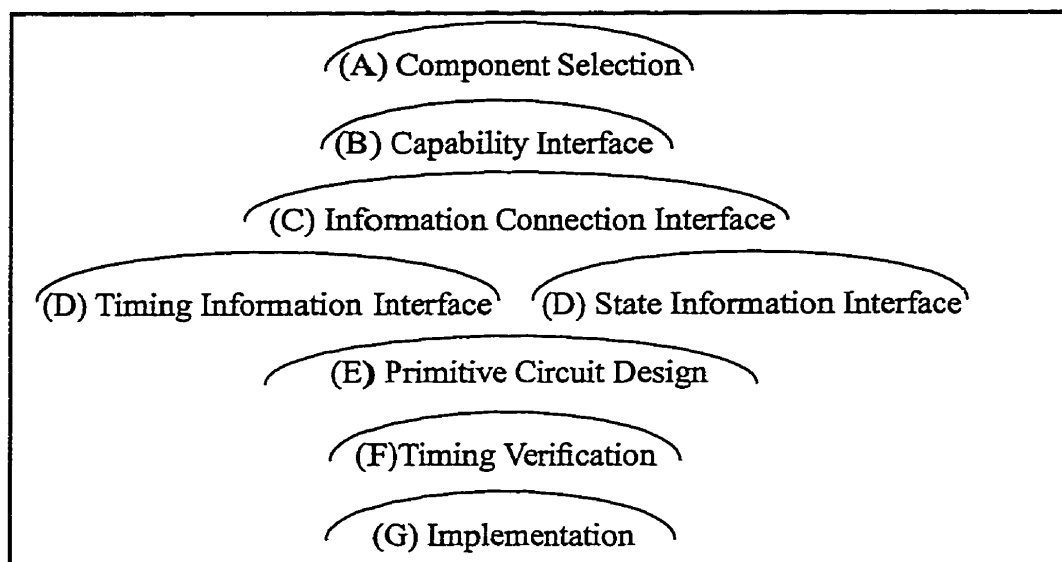 (A) Component Selection
(B) Capability Interface
(C) Information Connection Interface
(D) Timing Information Interface (D) State Information Interface
(E) Primitive Circuit Design
(F)Timing Verification
(G) Implementation